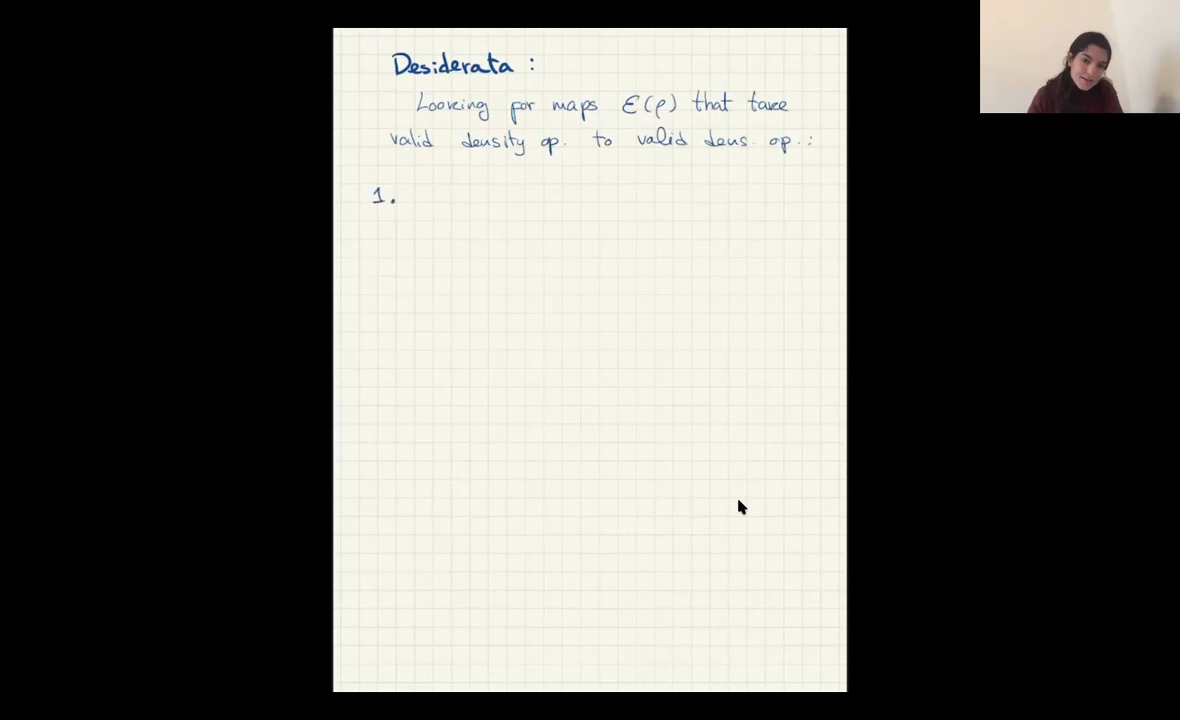 Desiderata :
Looking for maps ℰ(ρ) that take
valid density op. to valid dens. op. :
1.